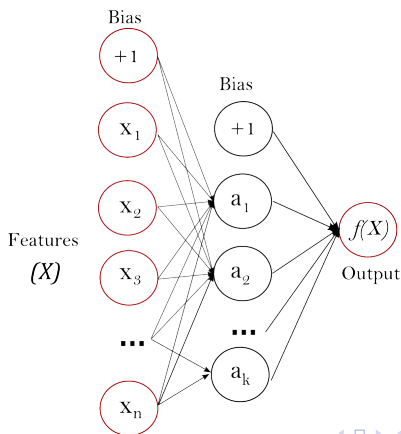 Bias
+1
x1
x2
x3
...
xn
Features
(X)
Bias
+1
a1
a2
...
ak
f(X)
Output